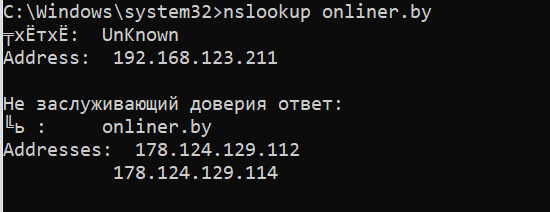 C:\Windows\system32>nslookup onliner.by
╤хЁтхЁ:  UnKnown
Address:  192.168.123.211
Не заслуживающий доверия ответ:
╚ь :     onliner.by
Addresses:  178.124.129.112
178.124.129.114